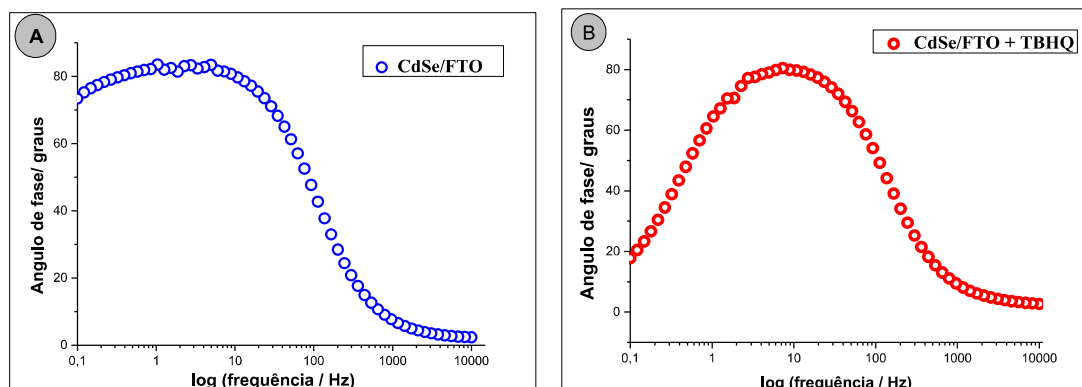 A
CdSe/FTO
Angulo de fase/ graus
80
60
40
20
0
0,1 1 10 100 1000 10000
log (frequência / Hz)
B
CdSe/FTO + TBHQ
Angulo de fase/ graus
80
60
40
20
0
0,1 1 10 100 1000 10000
log (frequência / Hz)